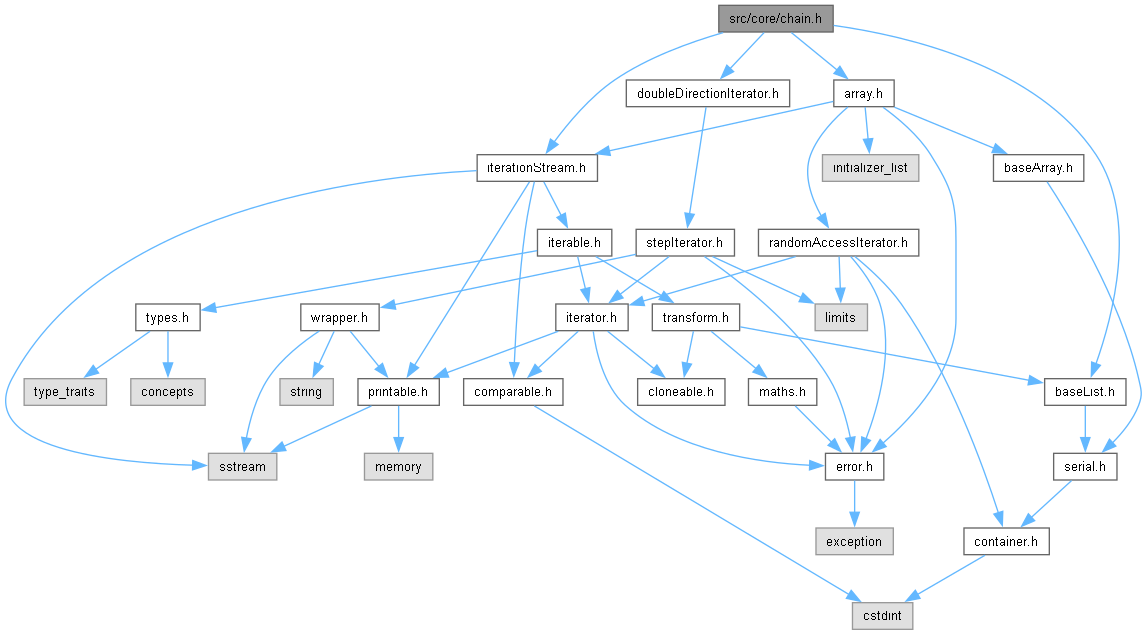 src/core/chain.h
doubleDirectionIterator.h
array.h
iterationStream.h
initializer_list
baseArray.h
iterable.h
stepIterator.h
randomAccessIterator.h
types.h
wrapper.h
iterator.h
transform.h
limits
type_traits
concepts
string
printable.h
comparable.h
cloneable.h
maths.h
baseList.h
sstream
memory
error.h
serial.h
exception
container.h
cstdint